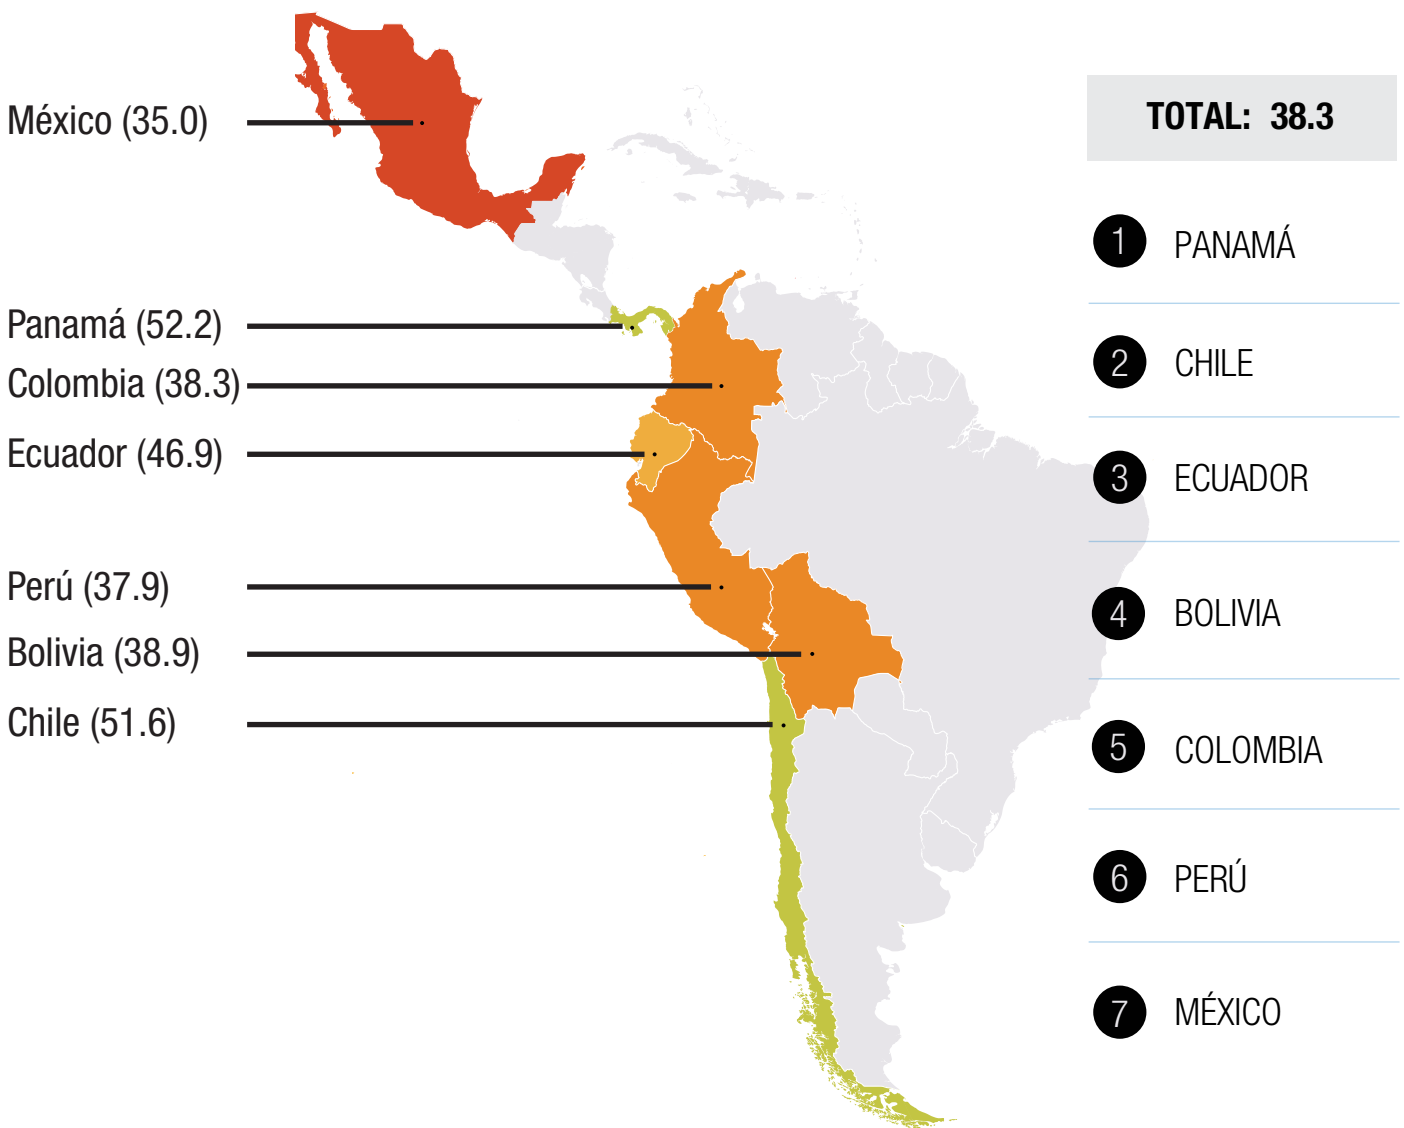 México (35.0)
Panamá (52.2)
Colombia (38.3)
Ecuador (46.9)
Perú (37.9)
Bolivia (38.9)
Chile (51.6)
TOTAL: 38.3
1 PANAMÁ
2 CHILE
3 ECUADOR
4 BOLIVIA
5 COLOMBIA
6 PERÚ
7 MÉXICO